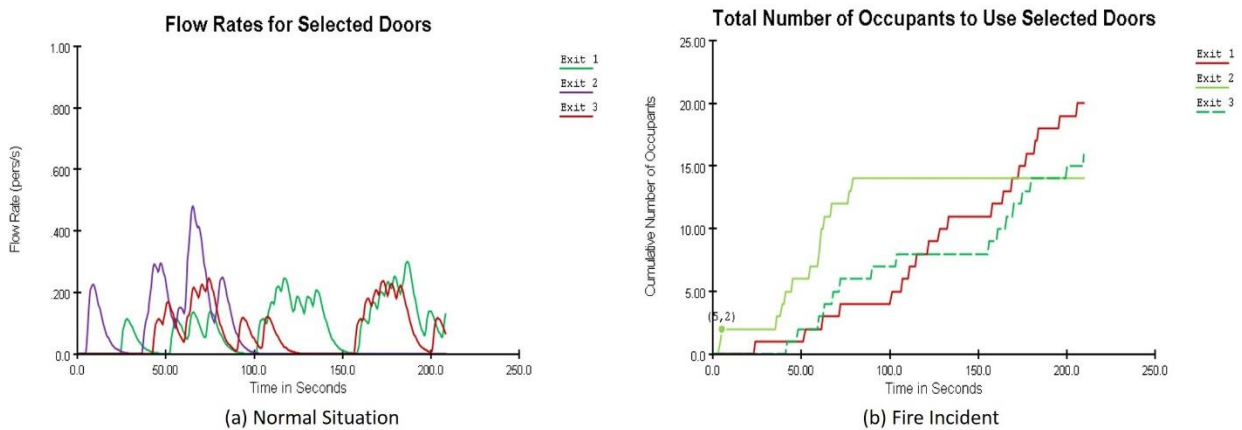 Flow Rates for Selected Doors
1.00
.800
.600
.400
.200
0.0
Flow Rate (pers/s)
0.0
50.00
100.0
150.0
200.0
250.0
Time in Seconds
Exit 1
Exit 2
Exit 3
(a) Normal Situation
Total Number of Occupants to Use Selected Doors
25.00
20.00
15.00
10.00
5.00
0.0
Cumulative Number of Occupants
(5,2)
0.0
50.00
100.0
150.0
200.0
250.0
Time in Seconds
Exit 1
Exit 2
Exit 3
(b) Fire Incident